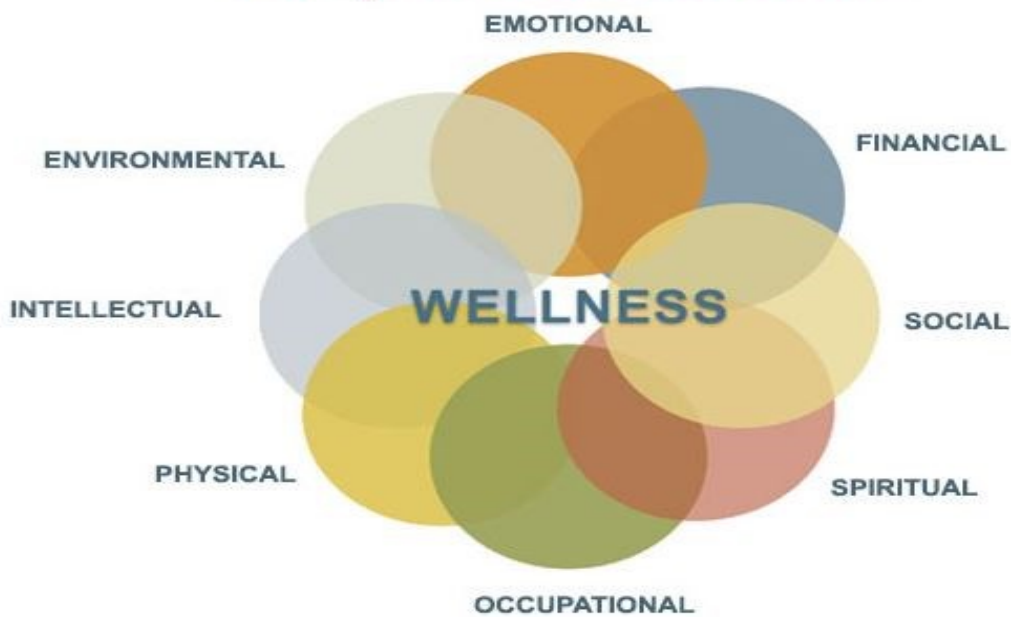 EMOTIONAL
FINANCIAL
ENVIRONMENTAL
INTELLECTUAL
WELLNESS
SOCIAL
PHYSICAL
SPIRITUAL
OCCUPATIONAL